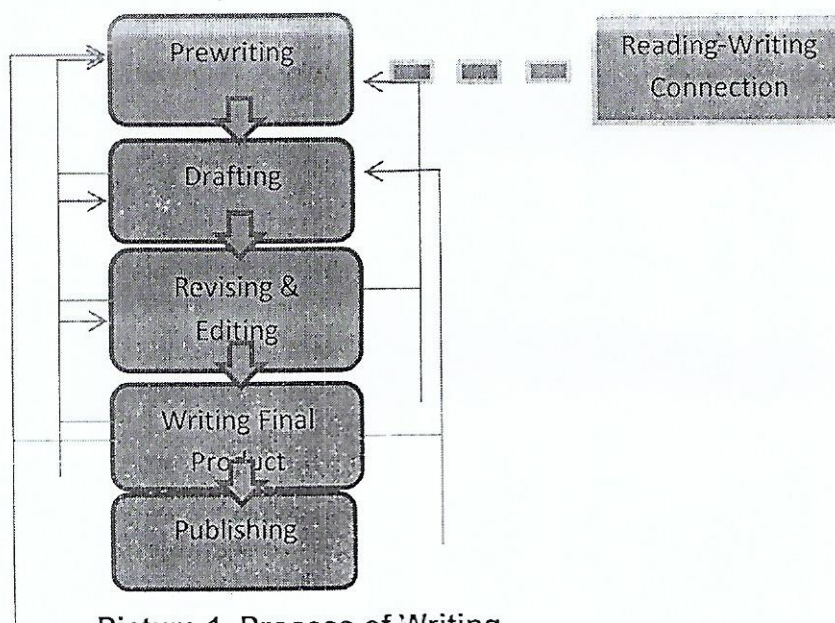 Prewriting
Reading-Writing
Connection
Drafting
Revising &
Editing
Writing Final
Product
Publishing
Picture 1. Process of Writing